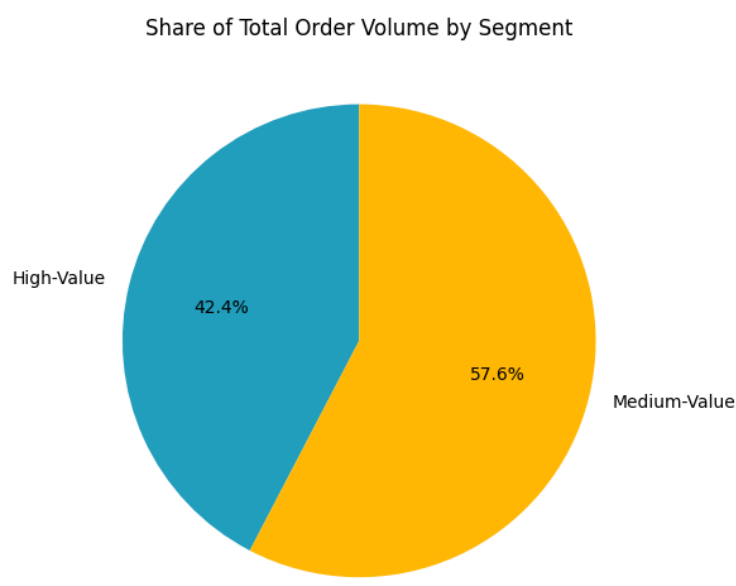 Share of Total Order Volume by Segment
High-Value
42.4%
57.6%
Medium-Value